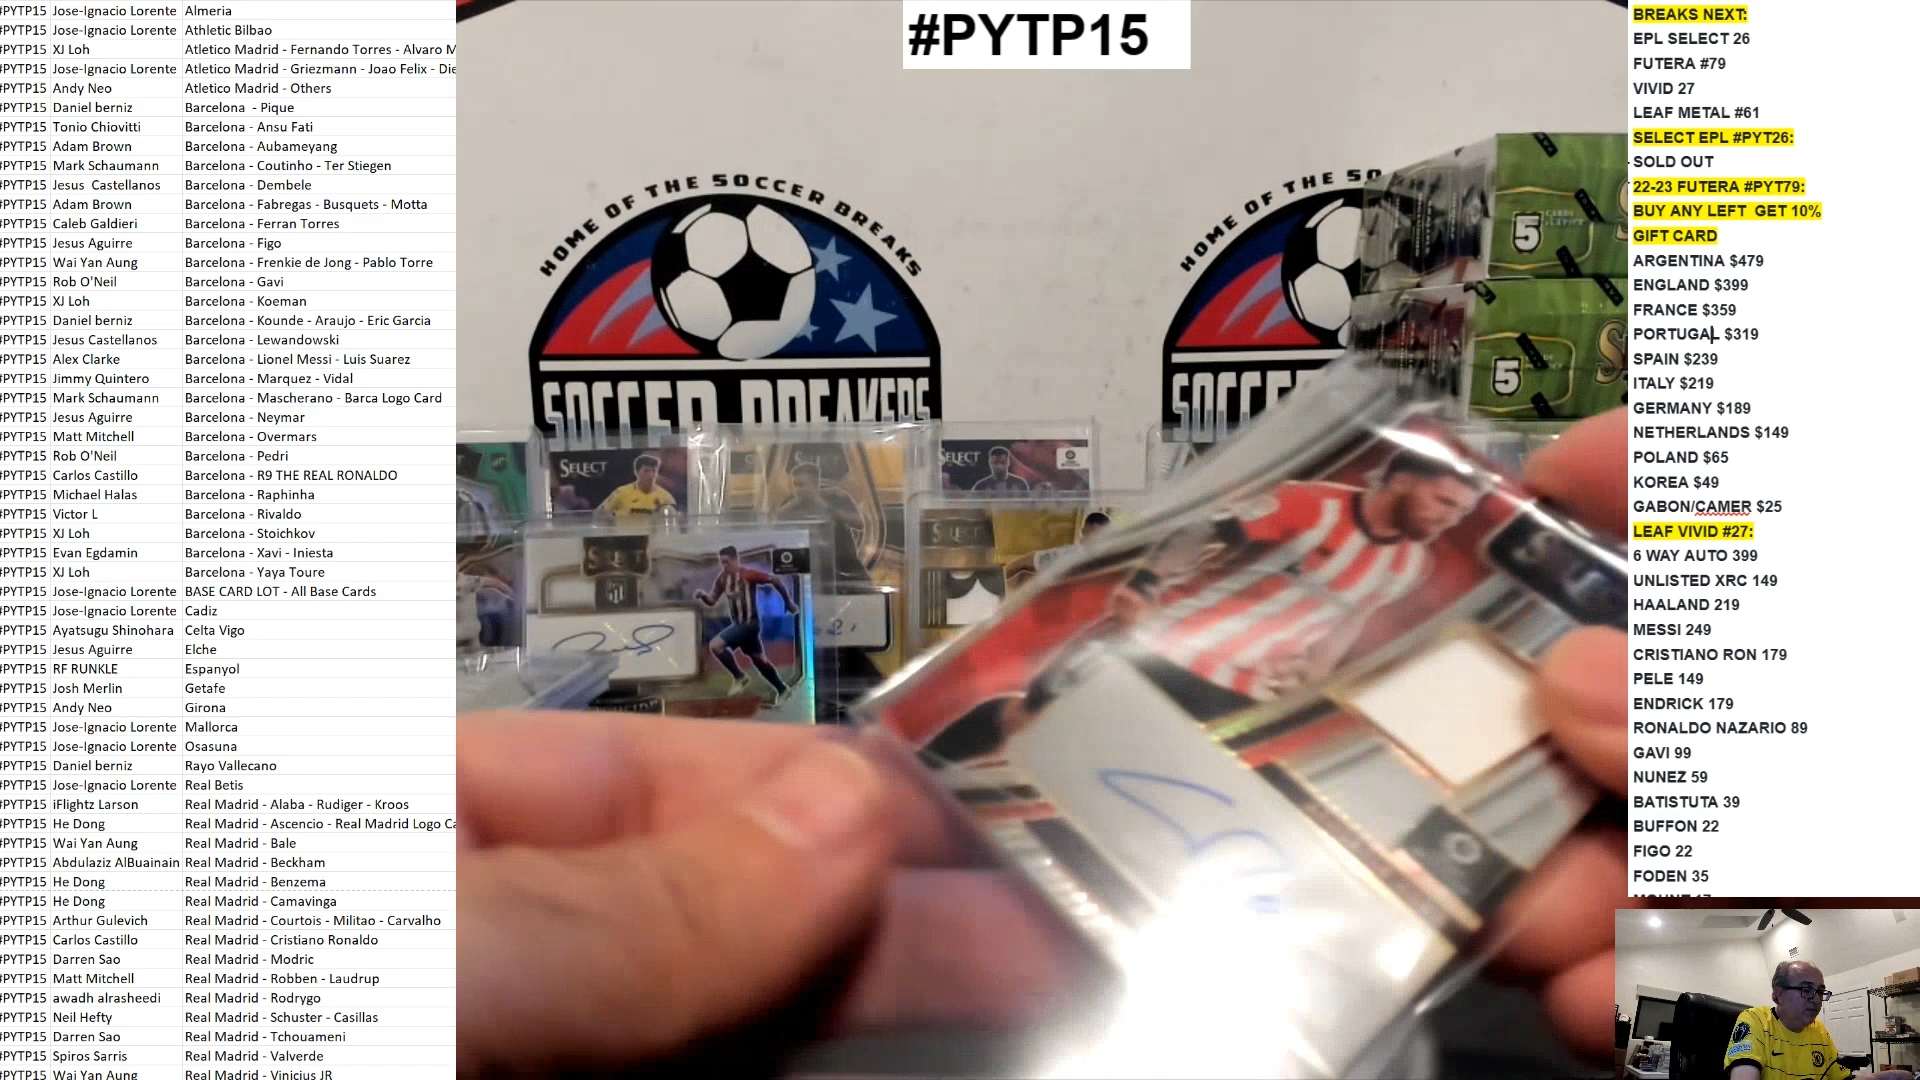 #PYTP15
#PYTP15 Jose-Ignacio Lorente Almeria
#PYTP15 Jose-Ignacio Lorente Athletic Bilbao
#PYTP15 XJ Loh Atletico Madrid - Fernando Torres - Alvaro M
#PYTP15 Jose-Ignacio Lorente Atletico Madrid - Griezmann - Joao Felix - Die
#PYTP15 Andy Neo Atletico Madrid - Others
#PYTP15 Daniel berniz Barcelona - Pique
#PYTP15 Tonio Chiovitti Barcelona - Ansu Fati
#PYTP15 Adam Brown Barcelona - Aubameyang
#PYTP15 Mark Schaumann Barcelona - Coutinho - Ter Stiegen
#PYTP15 Jesus Castellanos Barcelona - Dembele
#PYTP15 Adam Brown Barcelona - Fabregas - Busquets - Motta
#PYTP15 Caleb Galdieri Barcelona - Ferran Torres
#PYTP15 Jesus Aguirre Barcelona - Figo
#PYTP15 Wai Yan Aung Barcelona - Frenkie de Jong - Pablo Torre
#PYTP15 Rob O'Neil Barcelona - Gavi
#PYTP15 XJ Loh Barcelona - Koeman
#PYTP15 Daniel berniz Barcelona - Kounde - Araujo - Eric Garcia
#PYTP15 Jesus Castellanos Barcelona - Lewandowski
#PYTP15 Alex Clarke Barcelona - Lionel Messi - Luis Suarez
#PYTP15 Jimmy Quintero Barcelona - Marquez - Vidal
#PYTP15 Mark Schaumann Barcelona - Mascherano - Barca Logo Card
#PYTP15 Jesus Aguirre Barcelona - Neymar
#PYTP15 Matt Mitchell Barcelona - Overmars
#PYTP15 Rob O'Neil Barcelona - Pedri
#PYTP15 Carlos Castillo Barcelona - R9 THE REAL RONALDO
#PYTP15 Michael Halas Barcelona - Raphinha
#PYTP15 Victor L Barcelona - Rivaldo
#PYTP15 XJ Loh Barcelona - Stoichkov
#PYTP15 Evan Egdamin Barcelona - Xavi - Iniesta
#PYTP15 XJ Loh Barcelona - Yaya Toure
#PYTP15 Jose-Ignacio Lorente BASE CARD LOT - All Base Cards
#PYTP15 Jose-Ignacio Lorente Cadiz
#PYTP15 Ayatsugu Shinohara Celta Vigo
#PYTP15 Jesus Aguirre Elche
#PYTP15 RF RUNKLE Espanyol
#PYTP15 Josh Merlin Getafe
#PYTP15 Andy Neo Girona
#PYTP15 Jose-Ignacio Lorente Mallorca
#PYTP15 Jose-Ignacio Lorente Osasuna
#PYTP15 Daniel berniz Rayo Vallecano
#PYTP15 Jose-Ignacio Lorente Real Betis
#PYTP15 iFlightz Larson Real Madrid - Alaba - Rudiger - Kroos
#PYTP15 He Dong Real Madrid - Ascencio - Real Madrid Logo Ca
#PYTP15 Wai Yan Aung Real Madrid - Bale
#PYTP15 Abdulaziz AlBuainain Real Madrid - Beckham
#PYTP15 He Dong Real Madrid - Benzema
#PYTP15 He Dong Real Madrid - Camavinga
#PYTP15 Arthur Gulevich Real Madrid - Courtois - Militao - Carvalho
#PYTP15 Carlos Castillo Real Madrid - Cristiano Ronaldo
#PYTP15 Darren Sao Real Madrid - Modric
#PYTP15 Matt Mitchell Real Madrid - Robben - Laudrup
#PYTP15 awadh alrasheedi Real Madrid - Rodrygo
#PYTP15 Neil Hefty Real Madrid - Schuster - Casillas
#PYTP15 Darren Sao Real Madrid - Tchouameni
#PYTP15 Spiros Sarris Real Madrid - Valverde
#PYTP15 Wai Yan Aung Real Madrid - Vinicius JR
HOME OF THE SOCCER BREAKS
SOCCER BREAKERS
HOME OF THE SO
SOCC
5
5
SELECT
SELECT
BREAKS NEXT:
EPL SELECT 26
FUTERA #79
VIVID 27
LEAF METAL #61
SELECT EPL #PYT26:
SOLD OUT
22-23 FUTERA #PYT79:
BUY ANY LEFT GET 10%
GIFT CARD
ARGENTINA $479
ENGLAND $399
FRANCE $359
PORTUGAL $319
SPAIN $239
ITALY $219
GERMANY $189
NETHERLANDS $149
POLAND $65
KOREA $49
GABON/CAMER $25
LEAF VIVID #27:
6 WAY AUTO 399
UNLISTED XRC 149
HAALAND 219
MESSI 249
CRISTIANO RON 179
PELE 149
ENDRICK 179
RONALDO NAZARIO 89
GAVI 99
NUNEZ 59
BATISTUTA 39
BUFFON 22
FIGO 22
FODEN 35